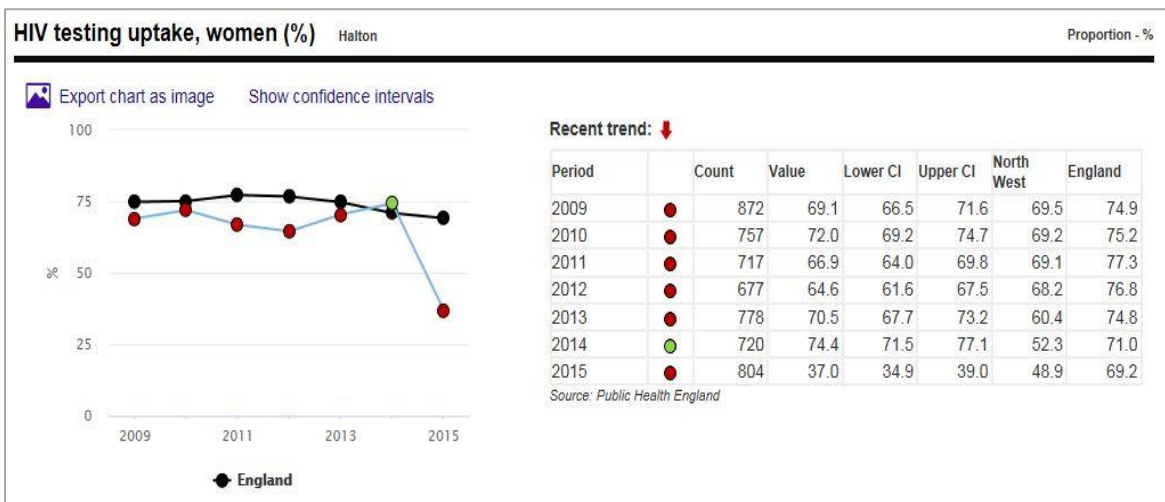 HIV testing uptake, women (%) Halton Proportion - %
Export chart as image Show confidence intervals
100
75
50
25
0
%
2009 2011 2013 2015
England
Recent trend:
Period Count Value Lower CI Upper CI North West England
2009 872 69.1 66.5 71.6 69.5 74.9
2010 757 72.0 69.2 74.7 69.2 75.2
2011 717 66.9 64.0 69.8 69.1 77.3
2012 677 64.6 61.6 67.5 68.2 76.8
2013 778 70.5 67.7 73.2 60.4 74.8
2014 720 74.4 71.5 77.1 52.3 71.0
2015 804 37.0 34.9 39.0 48.9 69.2
Source: Public Health England